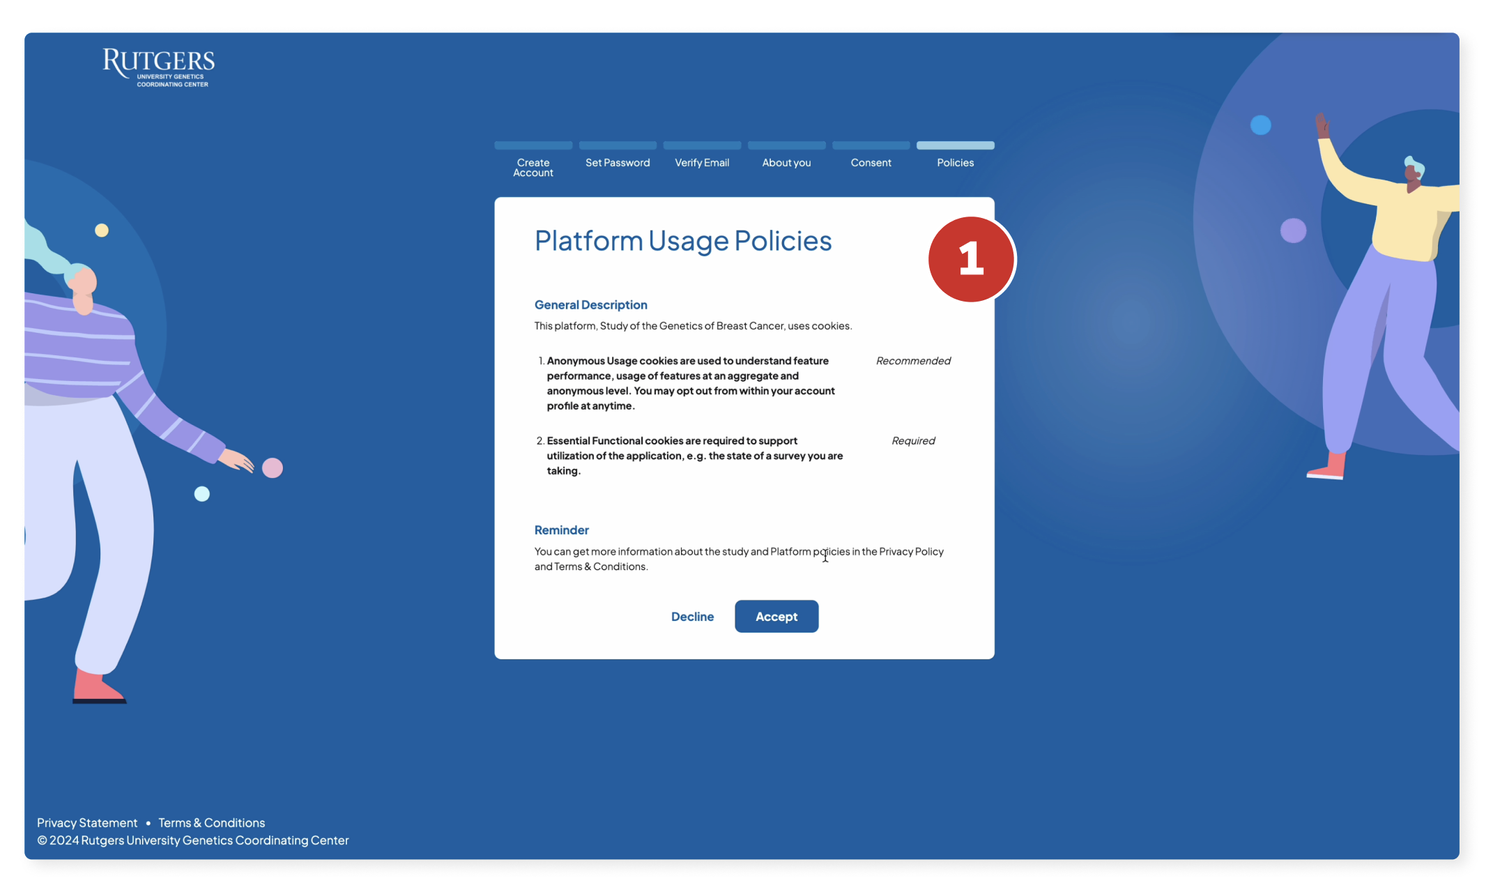 RUTGERS
UNIVERSITY GENETICS
COORDINATING CENTER
Create
Account
Set Password
Verify Email
About you
Consent
Policies
Platform Usage Policies
1
General Description
This platform, Study of the Genetics of Breast Cancer, uses cookies.
1. Anonymous Usage cookies are used to understand feature
performance, usage of features at an aggregate and
anonymous level. You may opt out from within your account
profile at anytime.
Recommended
2. Essential Functional cookies are required to support
utilization of the application, e.g. the state of a survey you are
taking.
Required
Reminder
You can get more information about the study and Platform policies in the Privacy Policy
and Terms & Conditions.
Decline
Accept
Privacy Statement • Terms & Conditions
© 2024 Rutgers University Genetics Coordinating Center